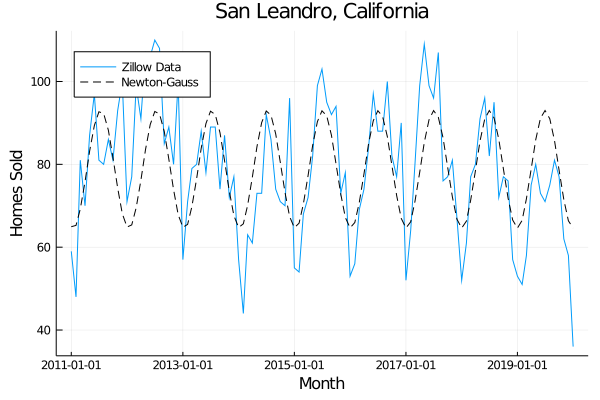 San Leandro, California
Zillow Data
Newton-Gauss
Homes Sold
100
80
60
40
2011-01-01 2013-01-01 2015-01-01 2017-01-01 2019-01-01
Month